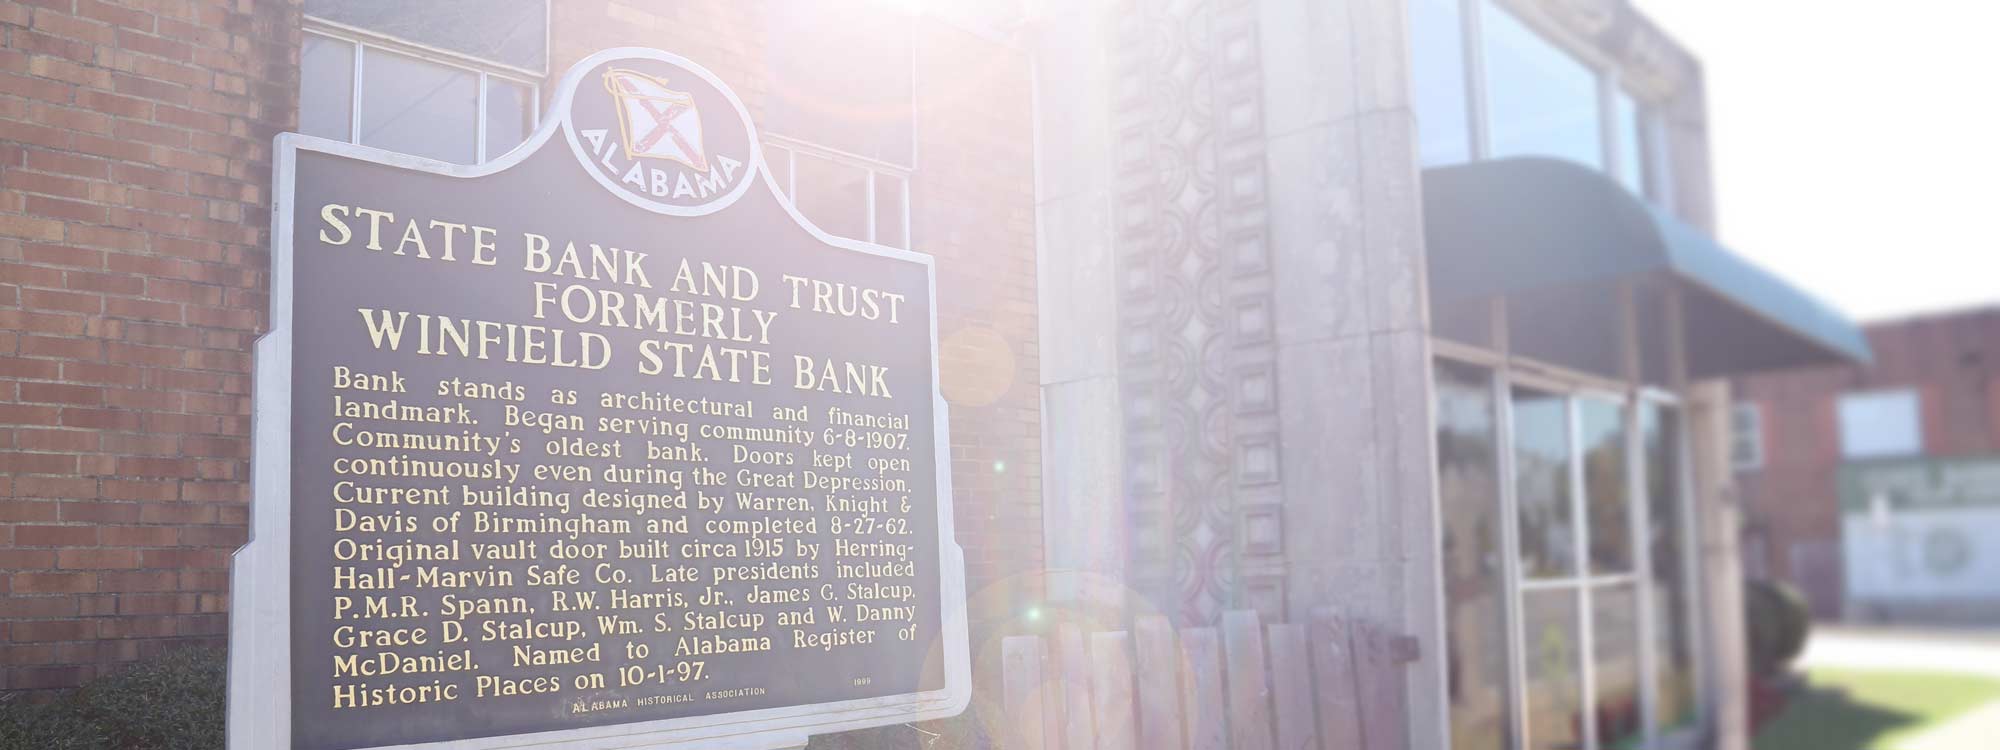 ALABAMA
STATE BANK AND TRUST
FORMERLY
WINFIELD STATE BANK
Bank stands as architectural and financial
landmark. Began serving community 6-8-1907.
Community's oldest bank. Doors kept open
continuously even during the Great Depression.
Current building designed by Warren, Knight &
Davis of Birmingham and completed 8-27-62.
Original vault door built circa 1915 by Herring-
Hall-Marvin Safe Co. Late presidents included
P.M.R. Spann, R.W. Harris, Jr., James G. Stalcup,
Grace D. Stalcup, Wm. S. Stalcup and W. Danny
McDaniel. Named to Alabama Register of
Historic Places on 10-1-97.
ALABAMA HISTORICAL ASSOCIATION 1999